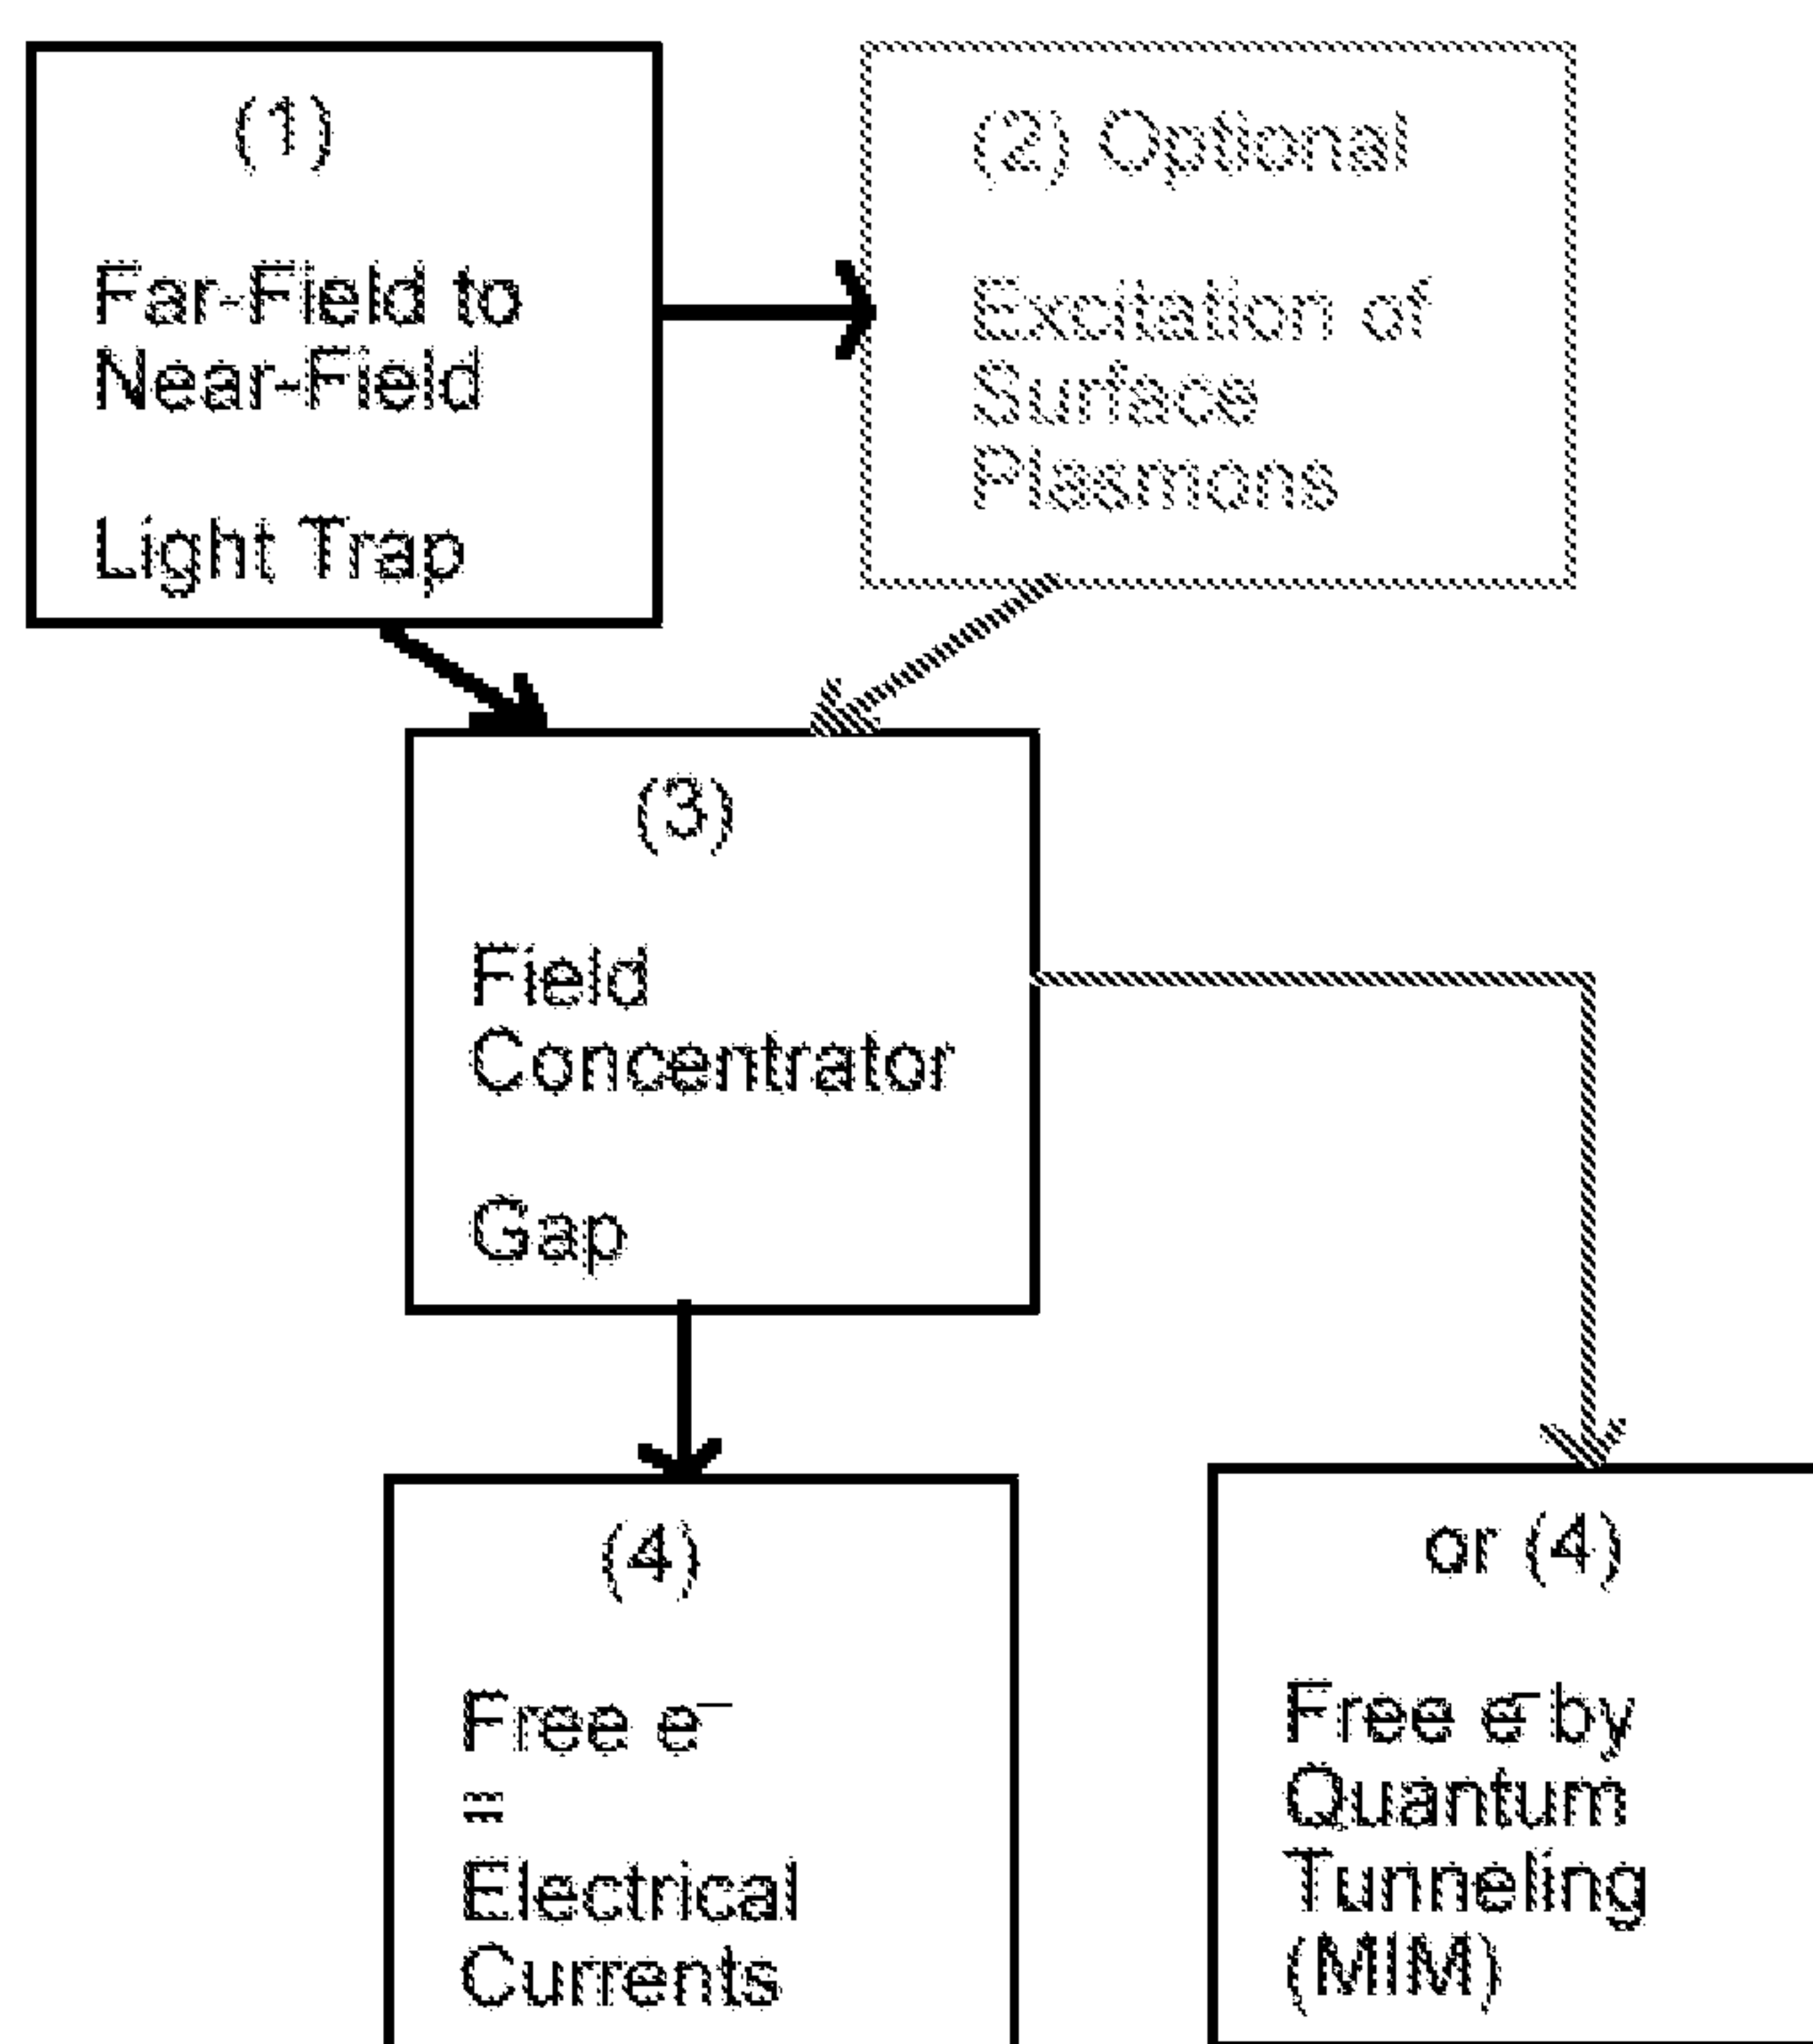 (1)
Far-Field to
Near-Field
Light Trap
(2) Optional
Excitation of
Surface
Plasmons
(3)
Field
Concentrator
Gap
(4)
Free e⁻
=
Electrical
Currents
or (4)
Free e⁻ by
Quantum
Tunneling
(MIM)